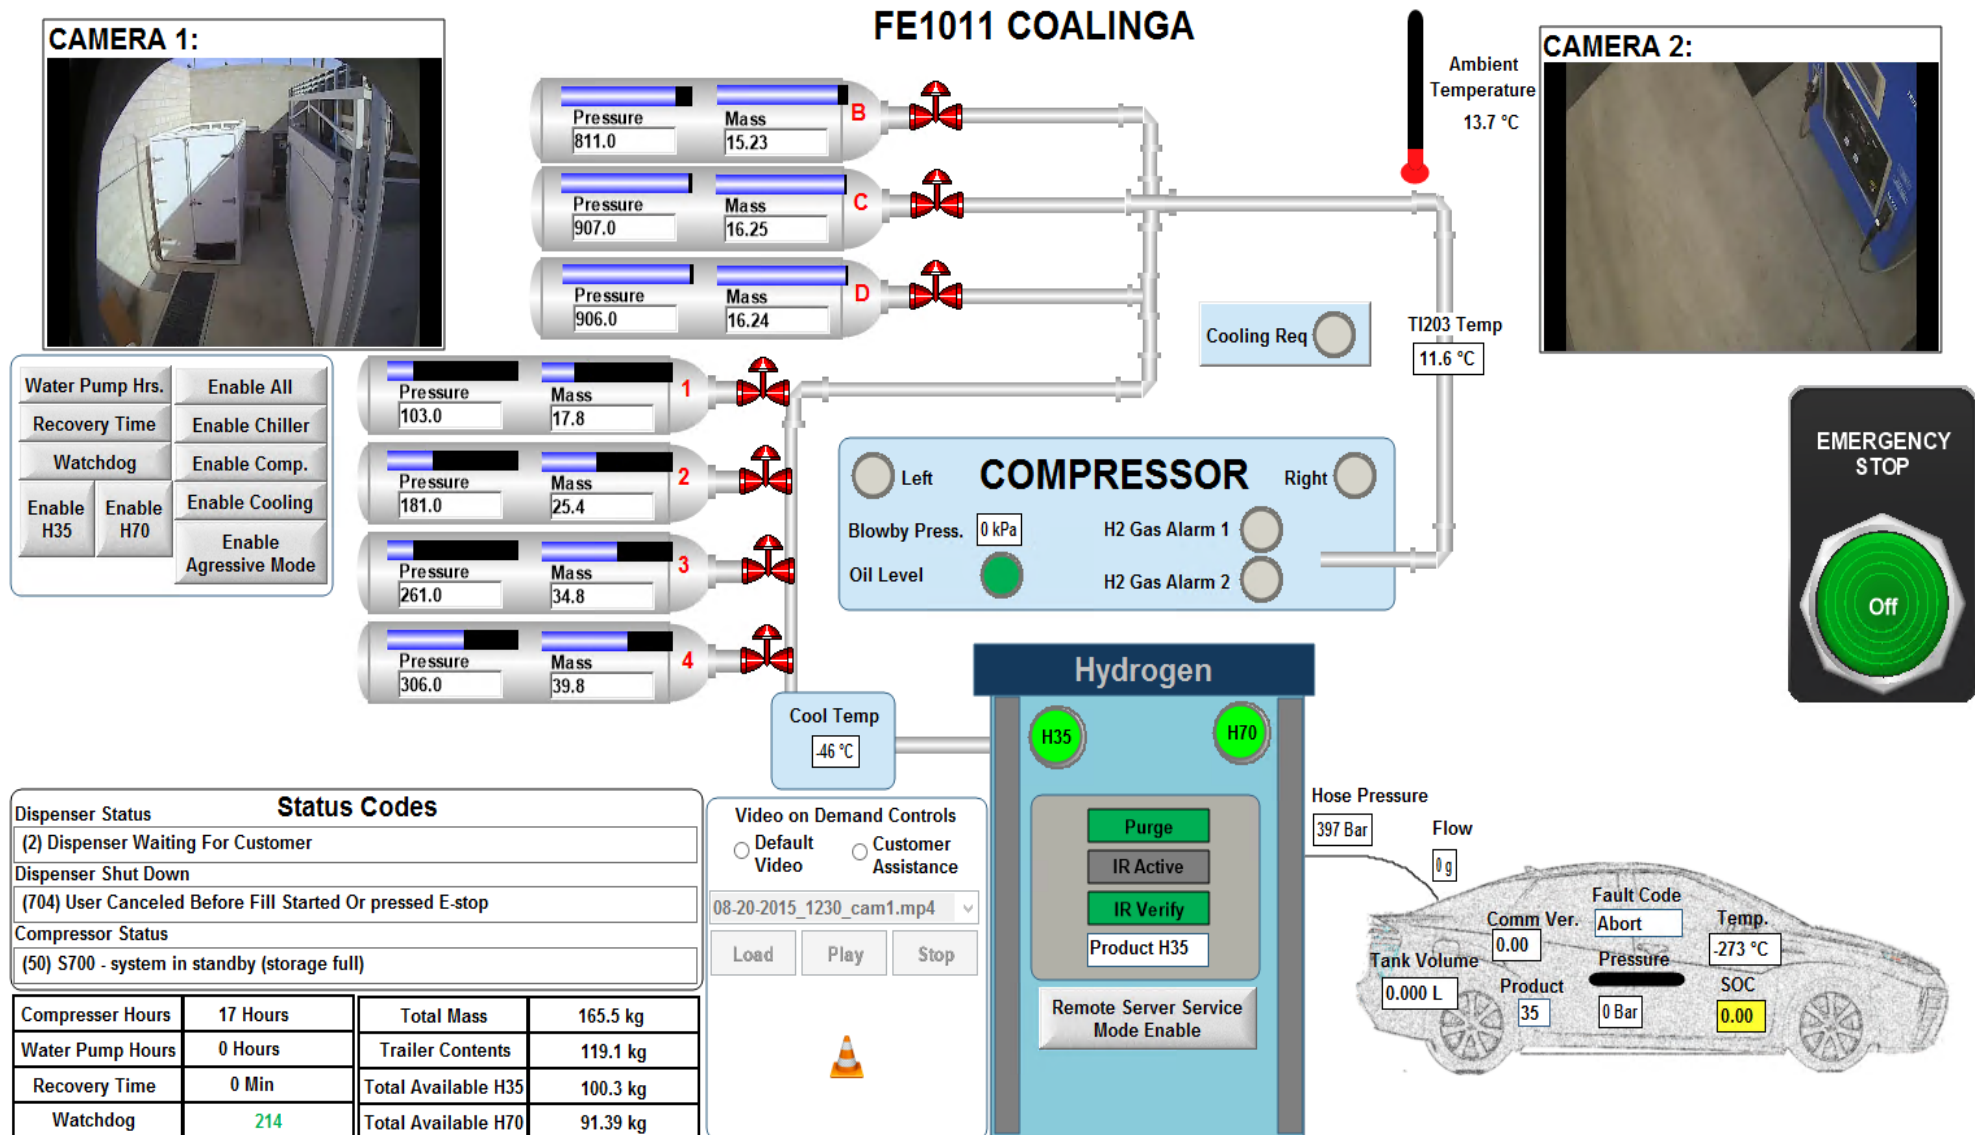 FE1011 COALINGA
CAMERA 1:
CAMERA 2:
Ambient
Temperature
13.7 °C
Pressure
811.0
Mass
15.23
B
Pressure
907.0
Mass
16.25
C
Pressure
906.0
Mass
16.24
D
Cooling Req
TI203 Temp
11.6 °C
Water Pump Hrs.
Enable All
Recovery Time
Enable Chiller
Watchdog
Enable Comp.
Enable
H35
Enable
H70
Enable Cooling
Enable
Agressive Mode
Pressure
103.0
Mass
17.8
1
Pressure
181.0
Mass
25.4
2
Pressure
261.0
Mass
34.8
3
Pressure
306.0
Mass
39.8
4
COMPRESSOR
Left
Right
Blowby Press.
0 kPa
H2 Gas Alarm 1
Oil Level
H2 Gas Alarm 2
EMERGENCY
STOP
Off
Cool Temp
-46 °C
Hydrogen
H35
H70
Purge
IR Active
IR Verify
Product H35
Remote Server Service
Mode Enable
Status Codes
Dispenser Status
(2) Dispenser Waiting For Customer
Dispenser Shut Down
(704) User Canceled Before Fill Started Or pressed E-stop
Compressor Status
(50) S700 - system in standby (storage full)
Video on Demand Controls
Default
Video
Customer
Assistance
08-20-2015_1230_cam1.mp4
Load
Play
Stop
Hose Pressure
397 Bar
Flow
0 g
Fault Code
Abort
Comm Ver.
0.00
Temp.
-273 °C
Tank Volume
0.000 L
Pressure
0 Bar
Product
35
SOC
0.00
Compresser Hours
17 Hours
Total Mass
165.5 kg
Water Pump Hours
0 Hours
Trailer Contents
119.1 kg
Recovery Time
0 Min
Total Available H35
100.3 kg
Watchdog
214
Total Available H70
91.39 kg